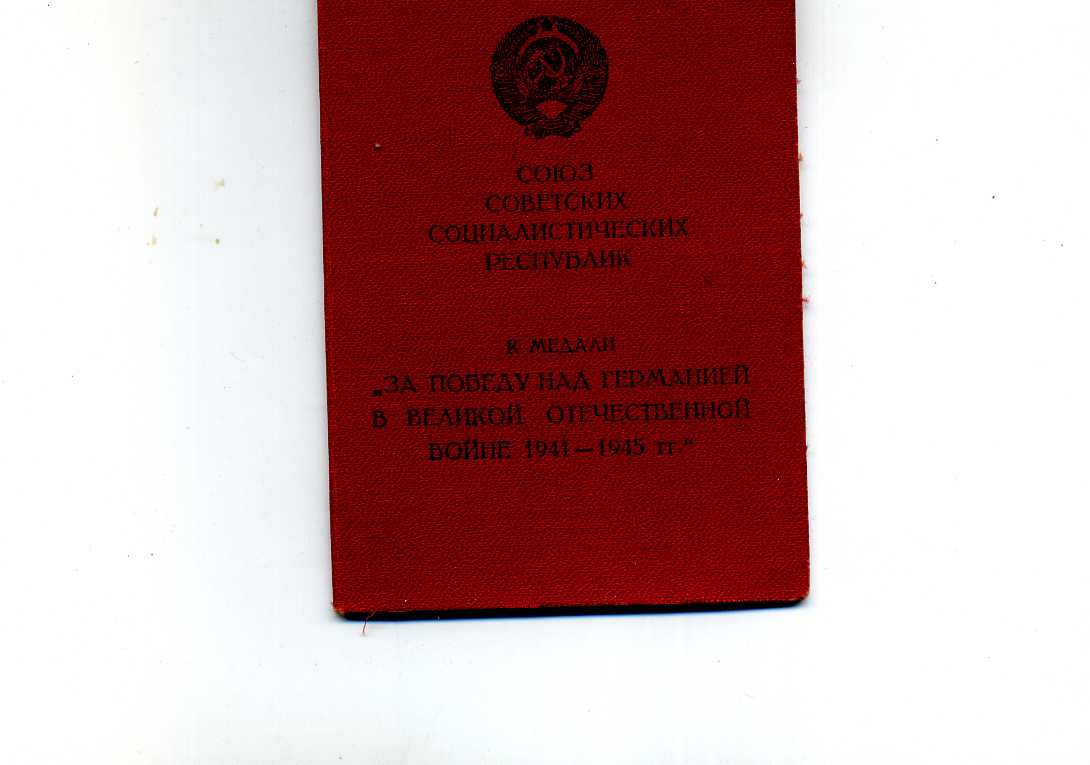 СОЮЗ
СОВЕТСКИХ
СОЦИАЛИСТИЧЕСКИХ
РЕСПУБЛИК
К МЕДАЛИ
„ЗА ПОБЕДУ НАД ГЕРМАНИЕЙ
В ВЕЛИКОЙ ОТЕЧЕСТВЕННОЙ
ВОЙНЕ 1941—1945 гг.“